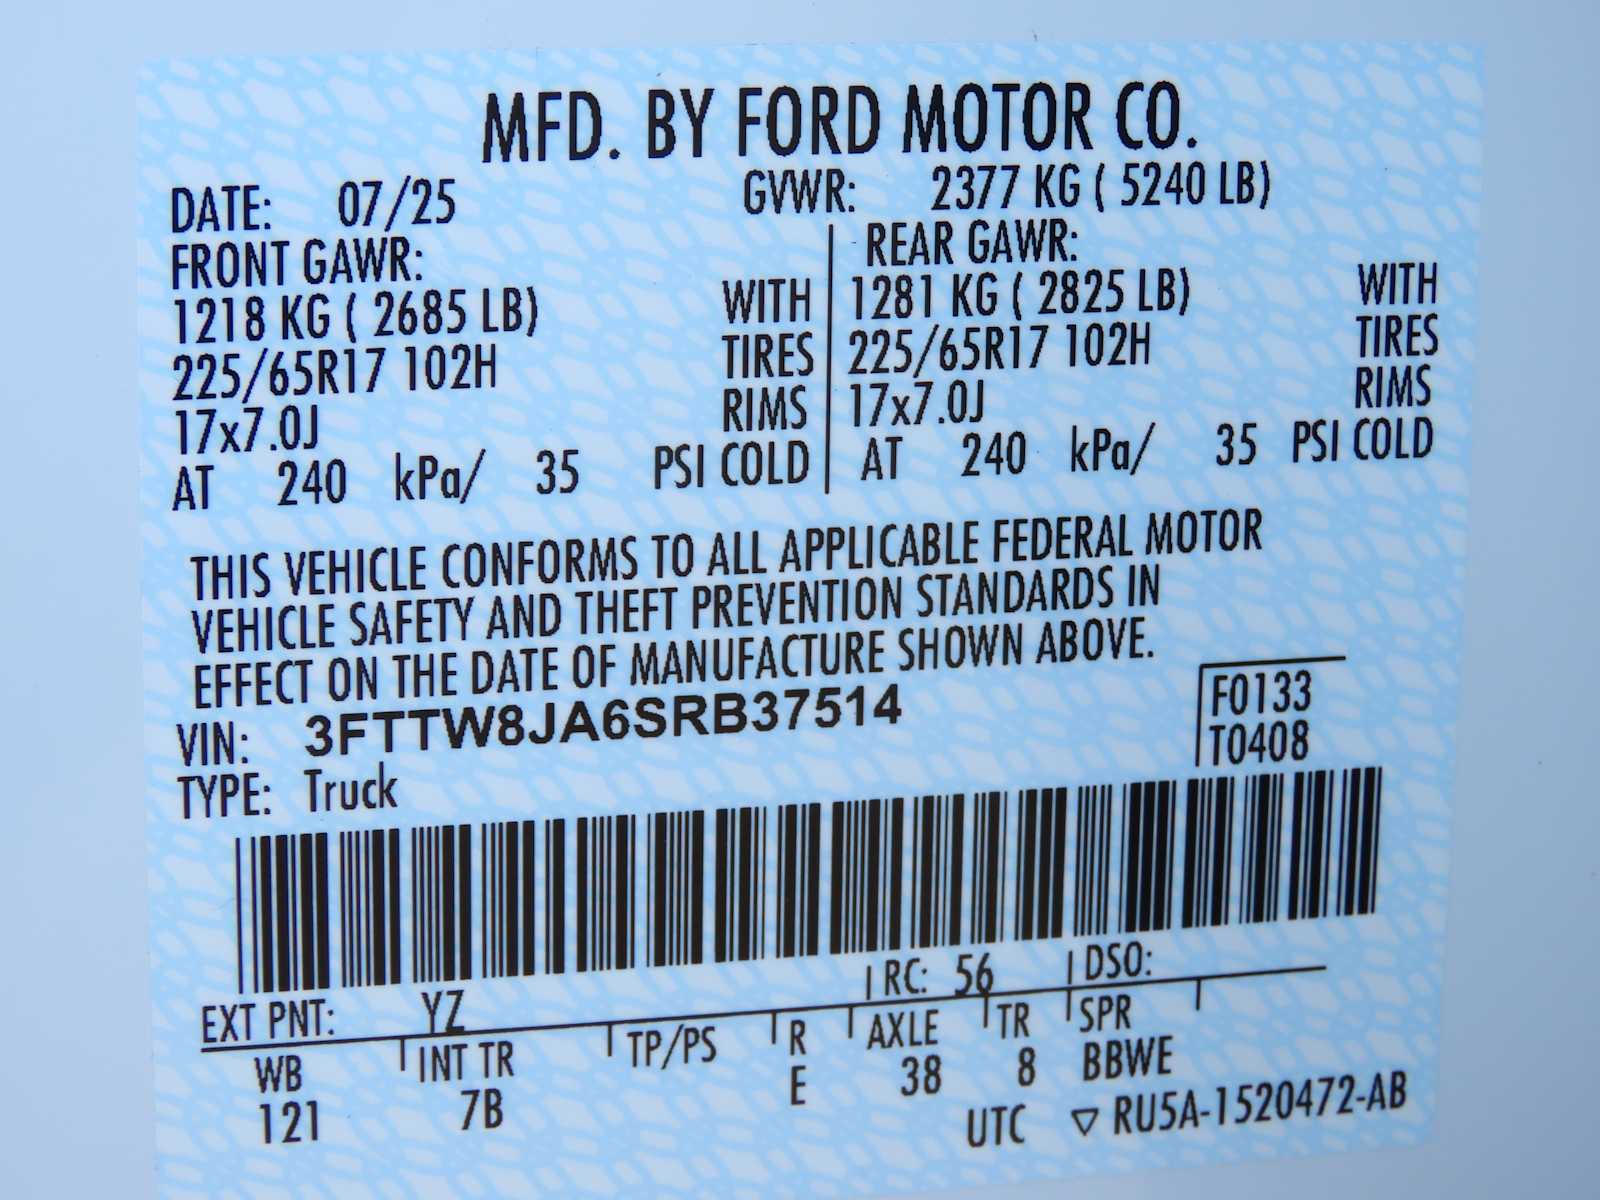 MFD. BY FORD MOTOR CO.
DATE: 07/25 GVWR: 2377 KG ( 5240 LB)
FRONT GAWR: REAR GAWR:
1218 KG ( 2685 LB) WITH 1281 KG ( 2825 LB) WITH
225/65R17 102H TIRES 225/65R17 102H TIRES
17x7.0J RIMS 17x7.0J RIMS
AT 240 kPa/ 35 PSI COLD AT 240 kPa/ 35 PSI COLD
THIS VEHICLE CONFORMS TO ALL APPLICABLE FEDERAL MOTOR
VEHICLE SAFETY AND THEFT PREVENTION STANDARDS IN
EFFECT ON THE DATE OF MANUFACTURE SHOWN ABOVE.
VIN: 3FTTW8JA6SRB37514 F0133
TYPE: Truck T0408
EXT PNT: YZ RC: 56 DSO:
WB INT TR TP/PS R AXLE TR SPR
121 7B E 38 8 BBWE
UTC ▽ RU5A-1520472-AB